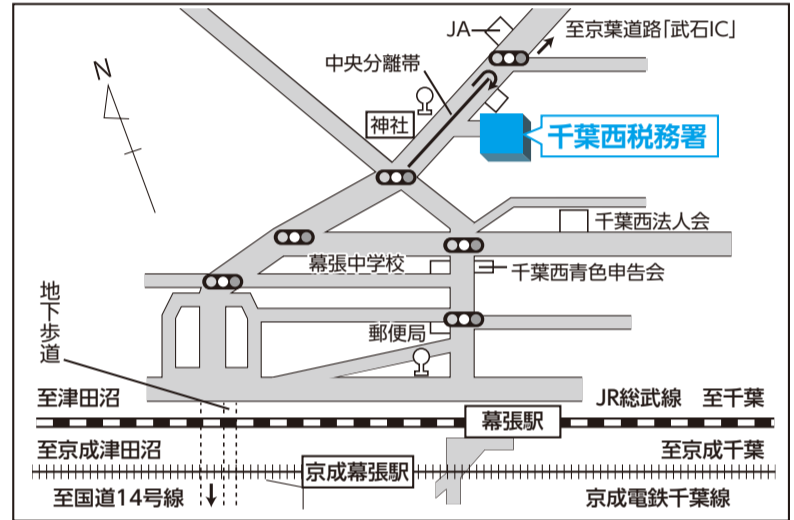 JA
至京葉道路「武石IC」
中央分離帯
N
神社
千葉西税務署
千葉西法人会
幕張中学校
千葉西青色申告会
地下歩道
郵便局
至津田沼
JR総武線
至千葉
幕張駅
至京成津田沼
至京成千葉
京成幕張駅
至国道14号線
京成電鉄千葉線